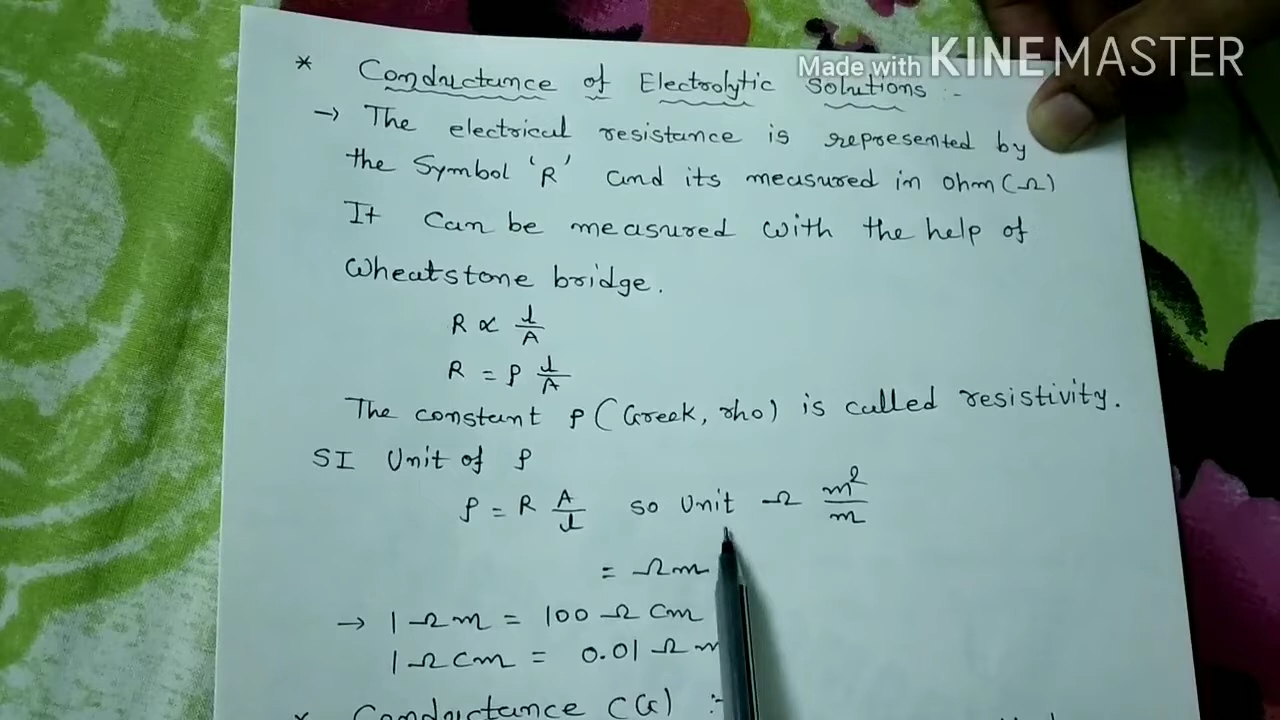 Made with KINEMASTER
* Conductance of Electrolytic Solutions :-
→ The electrical resistance is represented by
the Symbol 'R' and its measured in ohm (Ω)
It Can be measured with the help of
Wheatstone bridge.
R ∝ l/A
R = ρ l/A
The constant ρ (Greek, rho) is called resistivity.
SI Unit of ρ
ρ = R A/l so Unit Ω m²/m
= Ωm
→ 1 Ωm = 100 Ω Cm
1 Ω cm = 0.01 Ω m
* Conductance C(G) :-